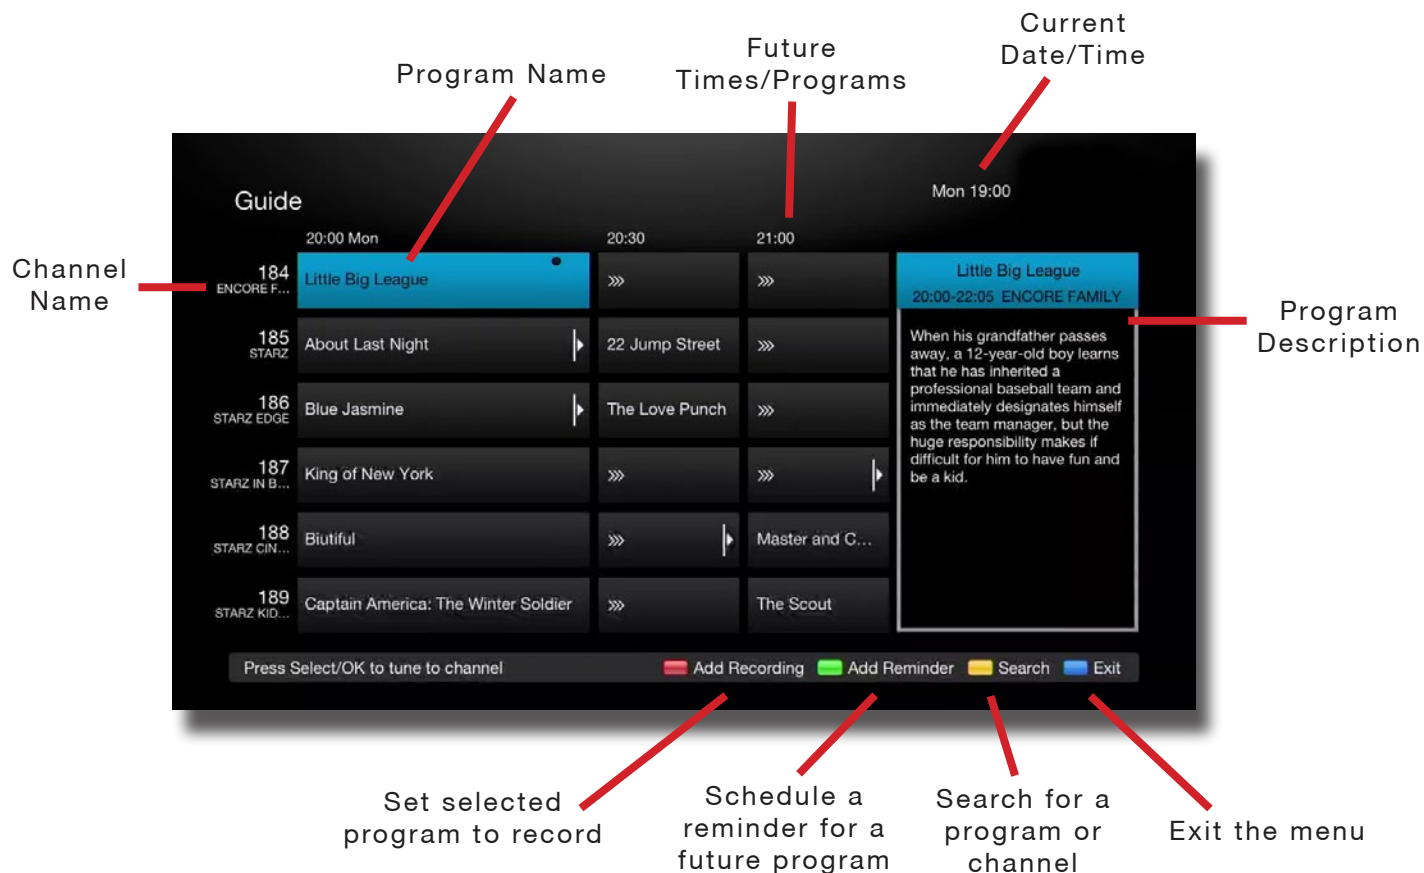 Current
Date/Time
Future
Times/Programs
Program Name
Mon 19:00
Guide
20:00 Mon
20:30
21:00
Channel
Name
184
ENCORE F...
Little Big League
»»
»»
Little Big League
20:00-22:05 ENCORE FAMILY
Program
Description
185
STARZ
About Last Night
22 Jump Street
»»
When his grandfather passes
away, a 12-year-old boy learns
that he has inherited a
professional baseball team and
immediately designates himself
as the team manager, but the
huge responsibility makes if
difficult for him to have fun and
be a kid.
186
STARZ EDGE
Blue Jasmine
The Love Punch
»»
187
STARZ IN B...
King of New York
»»
»»
188
STARZ CIN...
Biutiful
»»
Master and C...
189
STARZ KID...
Captain America: The Winter Soldier
»»
The Scout
Press Select/OK to tune to channel
Add Recording
Add Reminder
Search
Exit
Set selected
program to record
Schedule a
reminder for a
future program
Search for a
program or
channel
Exit the menu